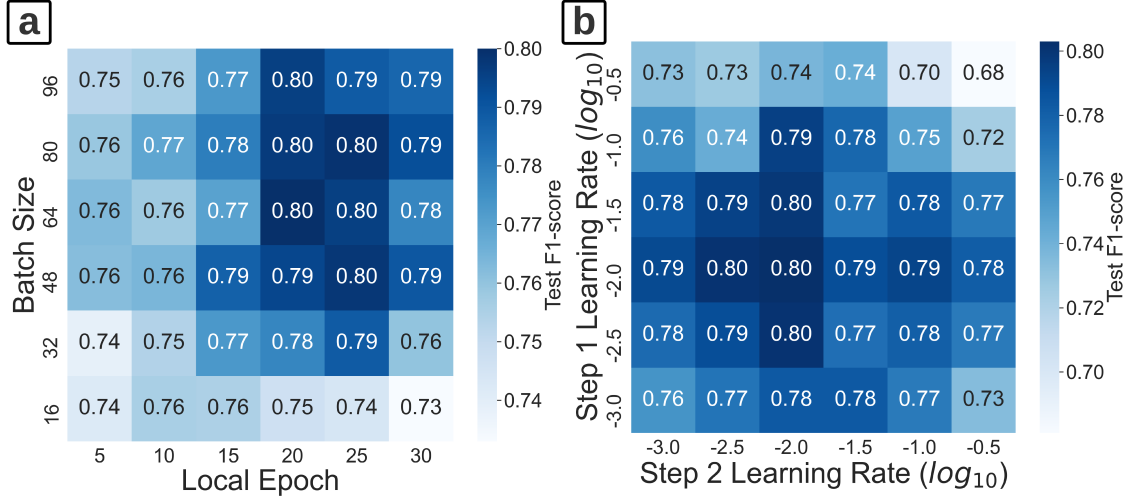 a
Batch Size
96 0.75 0.76 0.77 0.80 0.79 0.79
80 0.76 0.77 0.78 0.80 0.80 0.79
64 0.76 0.76 0.77 0.80 0.80 0.78
48 0.76 0.76 0.79 0.79 0.80 0.79
32 0.74 0.75 0.77 0.78 0.79 0.76
16 0.74 0.76 0.76 0.75 0.74 0.73
5 10 15 20 25 30
Local Epoch
0.80
0.79
0.78
0.77
0.76
0.75
0.74
Test F1-score
b
Step 1 Learning Rate (log₁₀)
-0.5 0.73 0.73 0.74 0.74 0.70 0.68
-1.0 0.76 0.74 0.79 0.78 0.75 0.72
-1.5 0.78 0.79 0.80 0.77 0.78 0.77
-2.0 0.79 0.80 0.80 0.79 0.79 0.78
-2.5 0.78 0.79 0.80 0.77 0.78 0.77
-3.0 0.76 0.77 0.78 0.78 0.77 0.73
-3.0 -2.5 -2.0 -1.5 -1.0 -0.5
Step 2 Learning Rate (log₁₀)
0.80
0.78
0.76
0.74
0.72
0.70
Test F1-score